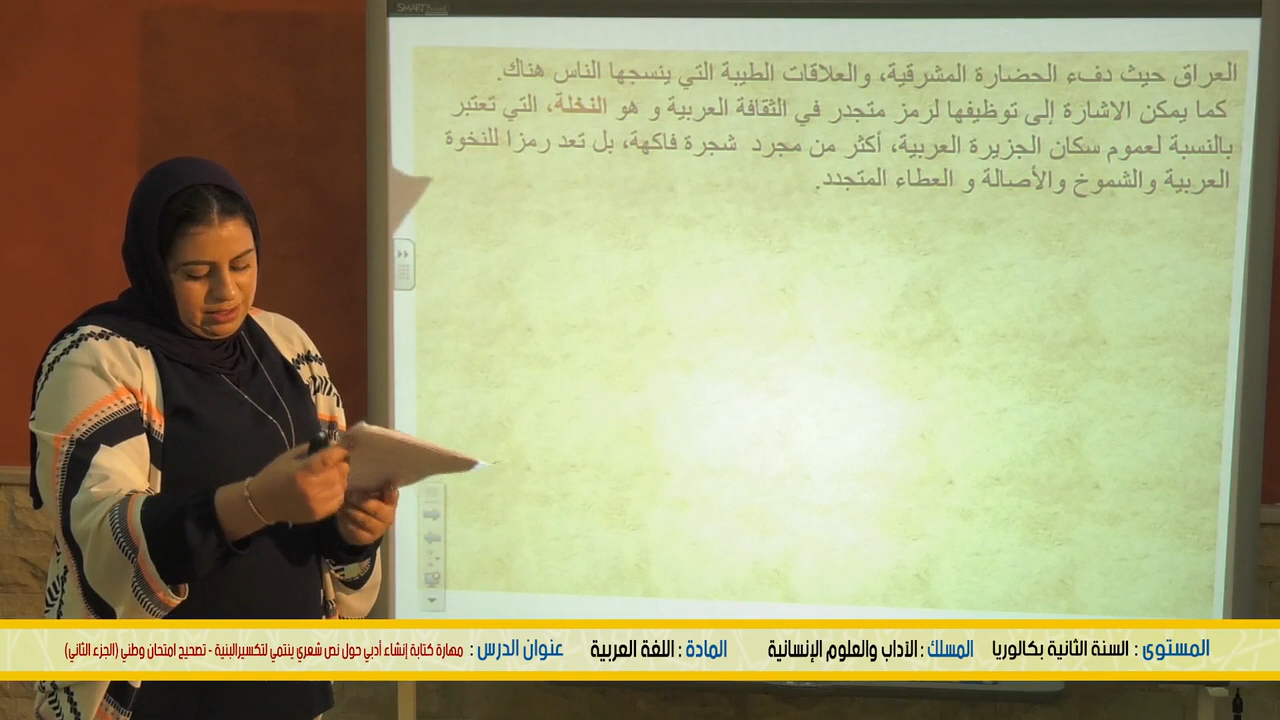 SMART Board
العراق حيث دفء الحضارة المشرقية، والعلاقات الطيبة التي ينسجها الناس هناك.
كما يمكن الاشارة إلى توظيفها لرمز متجدر في الثقافة العربية و هو النخلة، التي تعتبر
بالنسبة لعموم سكان الجزيرة العربية، أكثر من مجرد شجرة فاكهة، بل تعد رمزا للنخوة
العربية والشموخ والأصالة و العطاء المتجدد.
المستوى : السنة الثانية بكالوريا المسلك : الآداب والعلوم الإنسانية المادة : اللغة العربية عنوان الدرس : مهارة كتابة إنشاء أدبي حول نص شعري ينتمي لتكسيرالبنية - تصحيح امتحان وطني (الجزء الثاني)